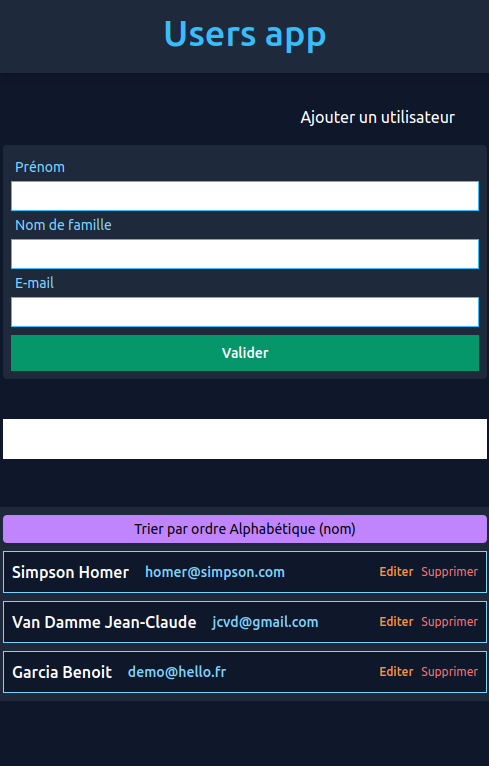 Users app
Ajouter un utilisateur
Prénom
Nom de famille
E-mail
Valider
Trier par ordre Alphabétique (nom)
Simpson Homer homer@simpson.com Editer Supprimer
Van Damme Jean-Claude jcvd@gmail.com Editer Supprimer
Garcia Benoit demo@hello.fr Editer Supprimer